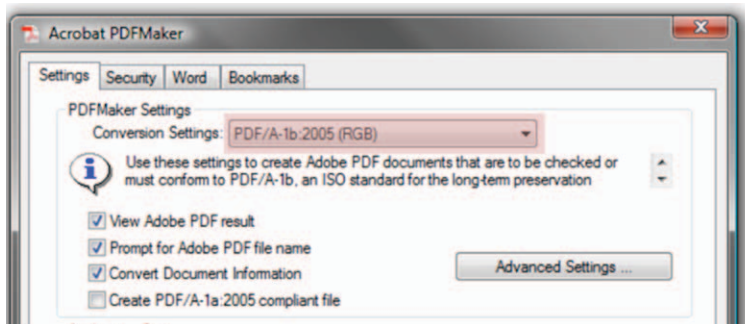 Acrobat PDFMaker
Settings Security Word Bookmarks
PDFMaker Settings
Conversion Settings: PDF/A-1b:2005 (RGB)
Use these settings to create Adobe PDF documents that are to be checked or
must conform to PDF/A-1b, an ISO standard for the long-term preservation
View Adobe PDF result
Prompt for Adobe PDF file name
Convert Document Information
Advanced Settings ...
Create PDF/A-1a:2005 compliant file